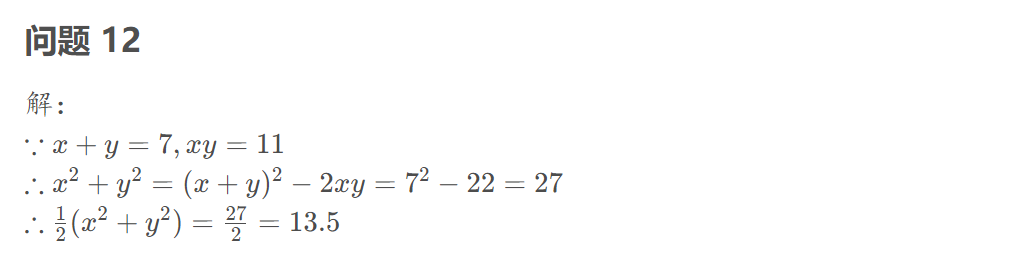 问题 12
解：
∵ x + y = 7, xy = 11
∴ x² + y² = (x + y)² − 2xy = 7² − 22 = 27
∴ ½(x² + y²) = 27/2 = 13.5